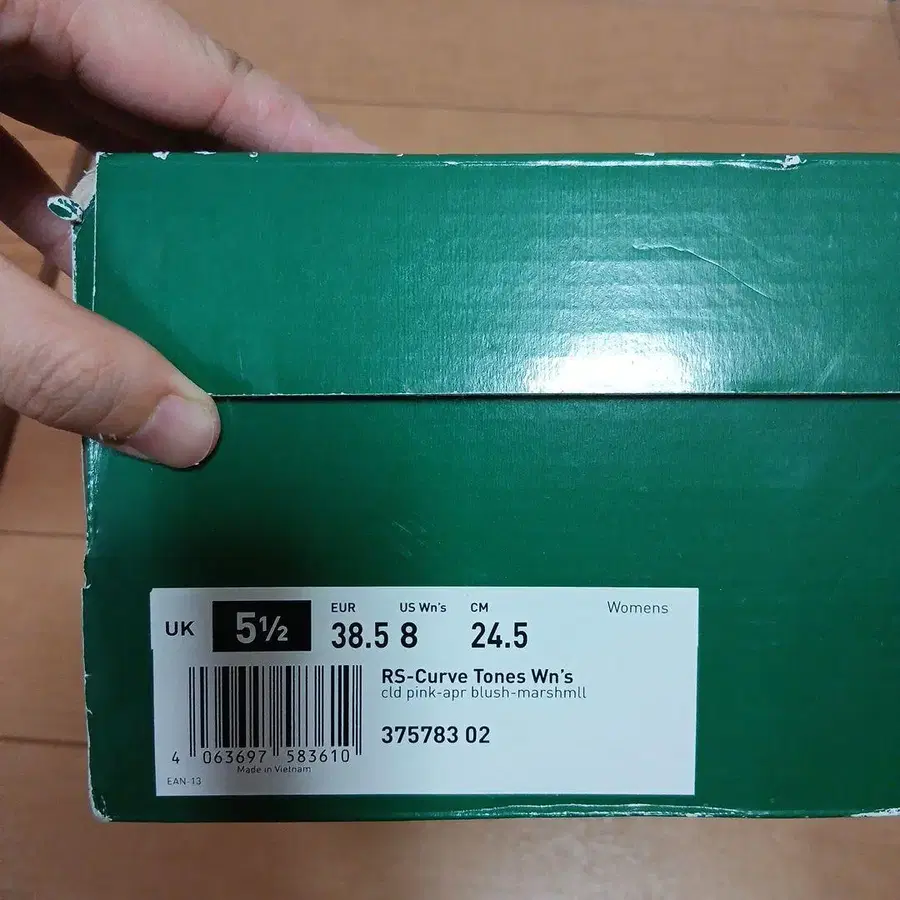 UK 5½ EUR 38.5 US Wn's 8 CM 24.5 Womens
RS-Curve Tones Wn's
cld pink-apr blush-marshmll
375783 02
4 063697 583610
Made in Vietnam
EAN-13